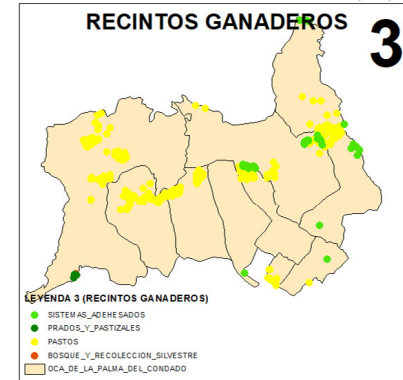 RECINTOS GANADEROS
3
LEYENDA 3 (RECINTOS GANADEROS)
SISTEMAS_ADEHESADOS
PRADOS_Y_PASTIZALES
PASTOS
BOSQUE_Y_RECOLECCION_SILVESTRE
OCA_DE_LA_PALMA_DEL_CONDADO